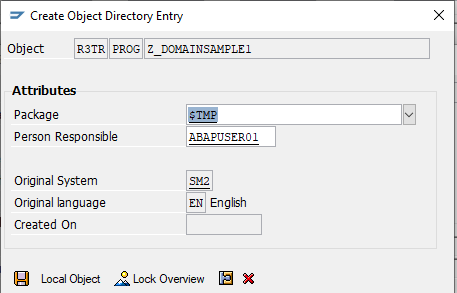 Create Object Directory Entry
Object R3TR PROG Z_DOMAINSAMPLE1
Attributes
Package $TMP
Person Responsible ABAPUSER01
Original System SM2
Original language EN English
Created On
Local Object Lock Overview